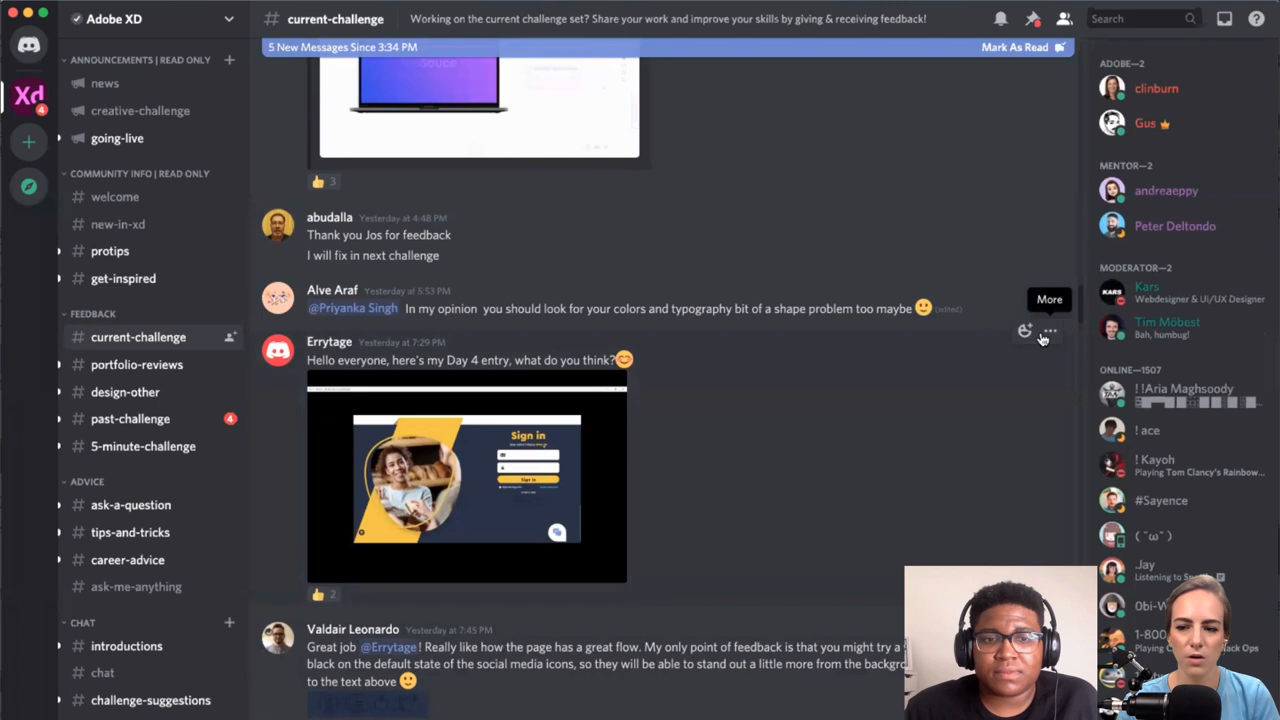 Adobe XD
# current-challenge
Working on the current challenge set? Share your work and improve your skills by giving & receiving feedback!
Search
5 New Messages Since 3:34 PM
Mark As Read
ANNOUNCEMENTS | READ ONLY
news
creative-challenge
going-live
COMMUNITY INFO | READ ONLY
# welcome
# new-in-xd
# protips
# get-inspired
FEEDBACK
# current-challenge
# portfolio-reviews
# design-other
# past-challenge
4
# 5-minute-challenge
ADVICE
# ask-a-question
# tips-and-tricks
# career-advice
# ask-me-anything
CHAT
# introductions
# chat
# challenge-suggestions
Xd
4
3
abudalla Yesterday at 4:48 PM
Thank you Jos for feedback
I will fix in next challenge
Alve Araf Yesterday at 5:53 PM
@Priyanka Singh In my opinion you should look for your colors and typography bit of a shape problem too maybe 🙂 (edited)
More
Errytage Yesterday at 7:29 PM
Hello everyone, here's my Day 4 entry, what do you think?😊
Sign in
Sign in
2
Valdair Leonardo Yesterday at 7:45 PM
Great job @Errytage! Really like how the page has a great flow. My only point of feedback is that you might try a
black on the default state of the social media icons, so they will be able to stand out a little more from the
to the text above 🙂
ADOBE—2
clinburn
Gus
MENTOR—2
andreaeppy
Peter Deltondo
MODERATOR—2
Kars
Webdesigner & UI/UX Designer
Tim Möbest
Bah, humbug!
ONLINE—1507
! !Aria Maghsoody
! ace
! Kayoh
Playing Tom Clancy's Rainbow...
#Sayence
( ˘ω˘ )
Jay
Listening to
1-800
Playing